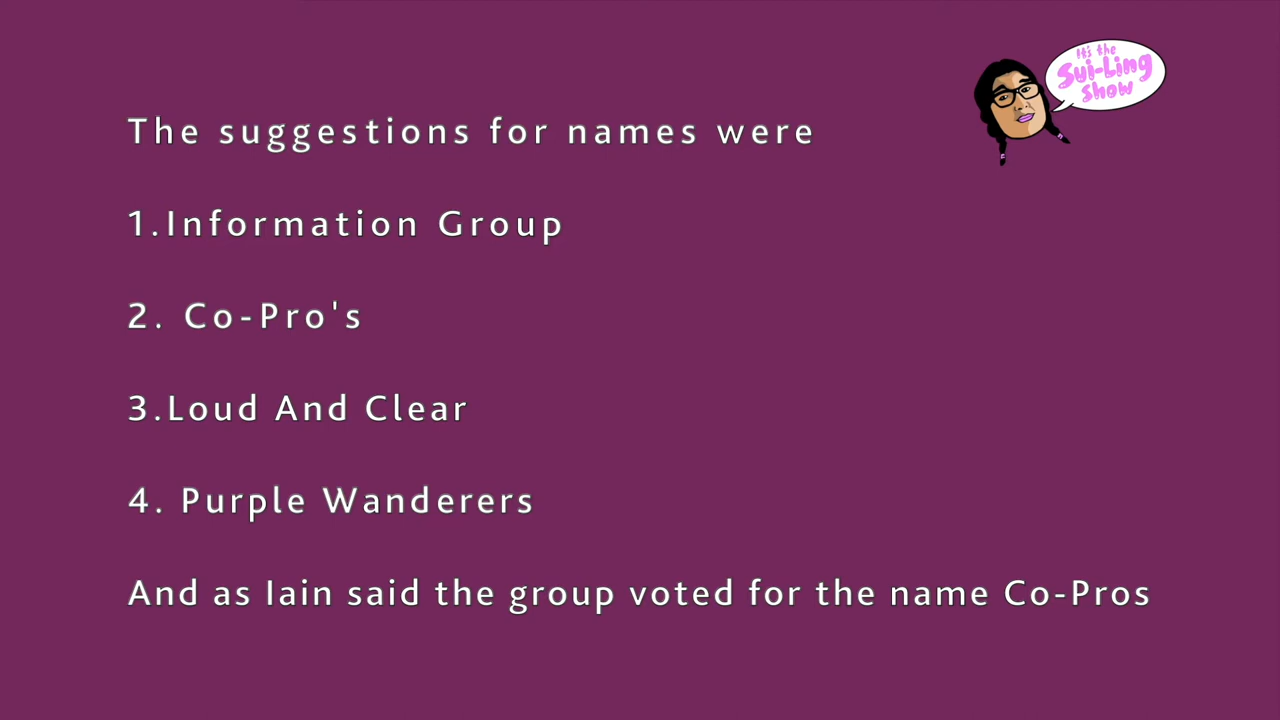 It's the
Sui-Ling
Show
The suggestions for names were
1.Information Group
2. Co-Pro's
3.Loud And Clear
4. Purple Wanderers
And as Iain said the group voted for the name Co-Pros